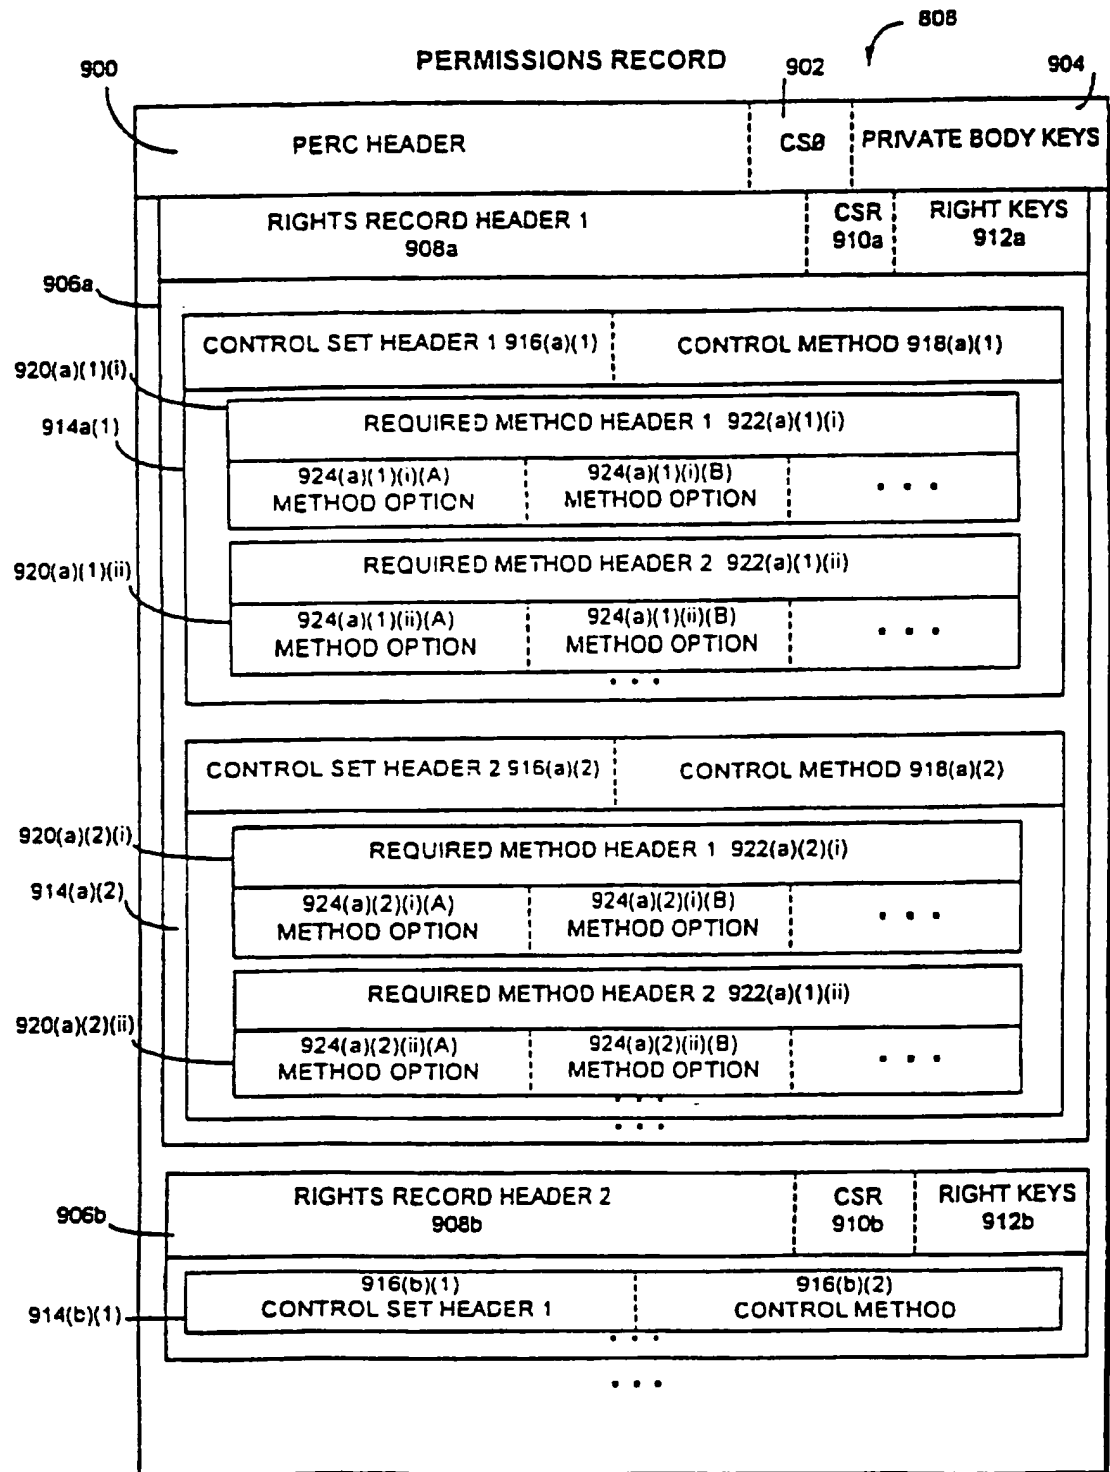 808
PERMISSIONS RECORD
900
902
904
PERC HEADER
CS0
PRIVATE BODY KEYS
RIGHTS RECORD HEADER 1
908a
CSR
910a
RIGHT KEYS
912a
906a
CONTROL SET HEADER 1 916(a)(1)
CONTROL METHOD 918(a)(1)
920(a)(1)(i)
914a(1)
REQUIRED METHOD HEADER 1 922(a)(1)(i)
924(a)(1)(i)(A)
METHOD OPTION
924(a)(1)(i)(B)
METHOD OPTION
• • •
920(a)(1)(ii)
REQUIRED METHOD HEADER 2 922(a)(1)(ii)
924(a)(1)(ii)(A)
METHOD OPTION
924(a)(1)(ii)(B)
METHOD OPTION
• • •
• • •
CONTROL SET HEADER 2 916(a)(2)
CONTROL METHOD 918(a)(2)
920(a)(2)(i)
914(a)(2)
REQUIRED METHOD HEADER 1 922(a)(2)(i)
924(a)(2)(i)(A)
METHOD OPTION
924(a)(2)(i)(B)
METHOD OPTION
• • •
920(a)(2)(ii)
REQUIRED METHOD HEADER 2 922(a)(1)(ii)
924(a)(2)(ii)(A)
METHOD OPTION
924(a)(2)(ii)(B)
METHOD OPTION
• • •
• • •
• • •
906b
RIGHTS RECORD HEADER 2
908b
CSR
910b
RIGHT KEYS
912b
914(b)(1)
916(b)(1)
CONTROL SET HEADER 1
916(b)(2)
CONTROL METHOD
• • •
• • •